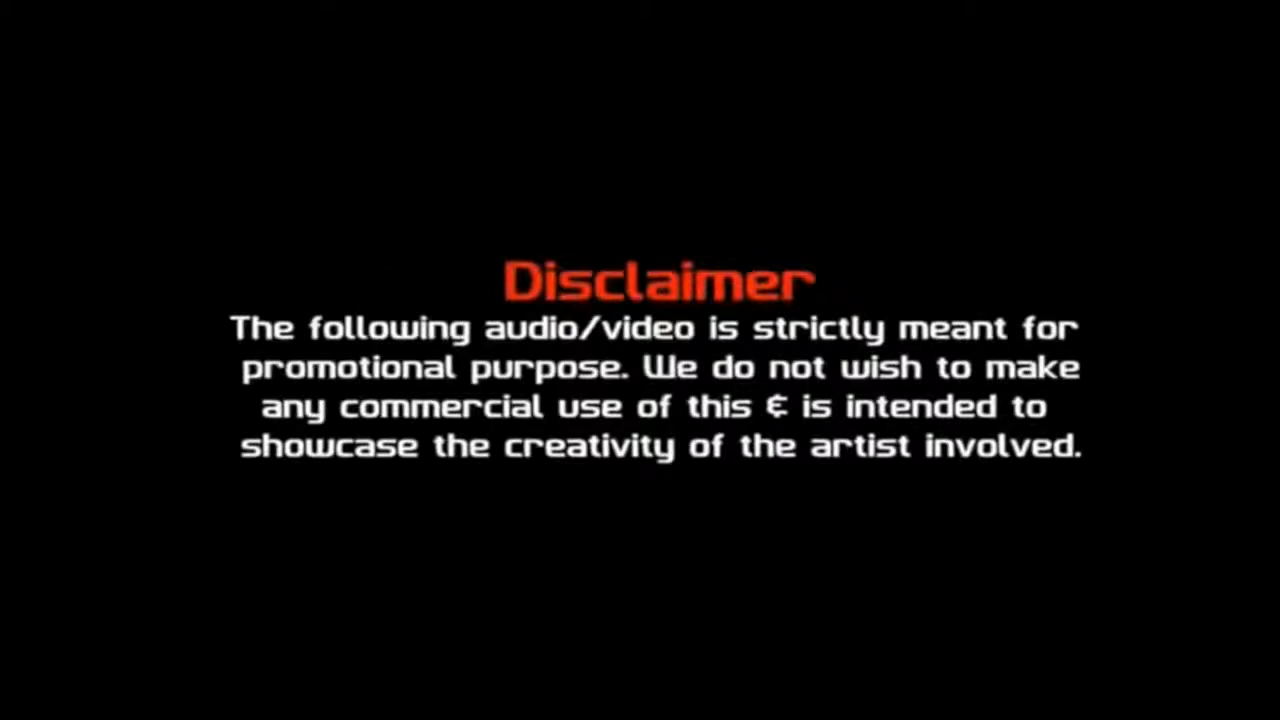 Disclaimer
The following audio/video is strictly meant for
promotional purpose. We do not wish to make
any commercial use of this & is intended to
showcase the creativity of the artist involved.